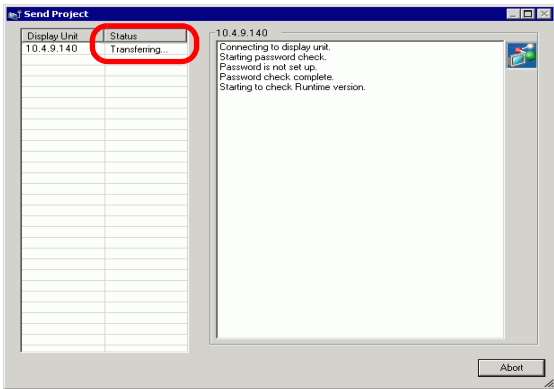 Send Project
Display Unit Status
10.4.9.140 Transferring...
10.4.9.140
Connecting to display unit.
Starting password check.
Password is not set up.
Password check complete.
Starting to check Runtime version.
Abort